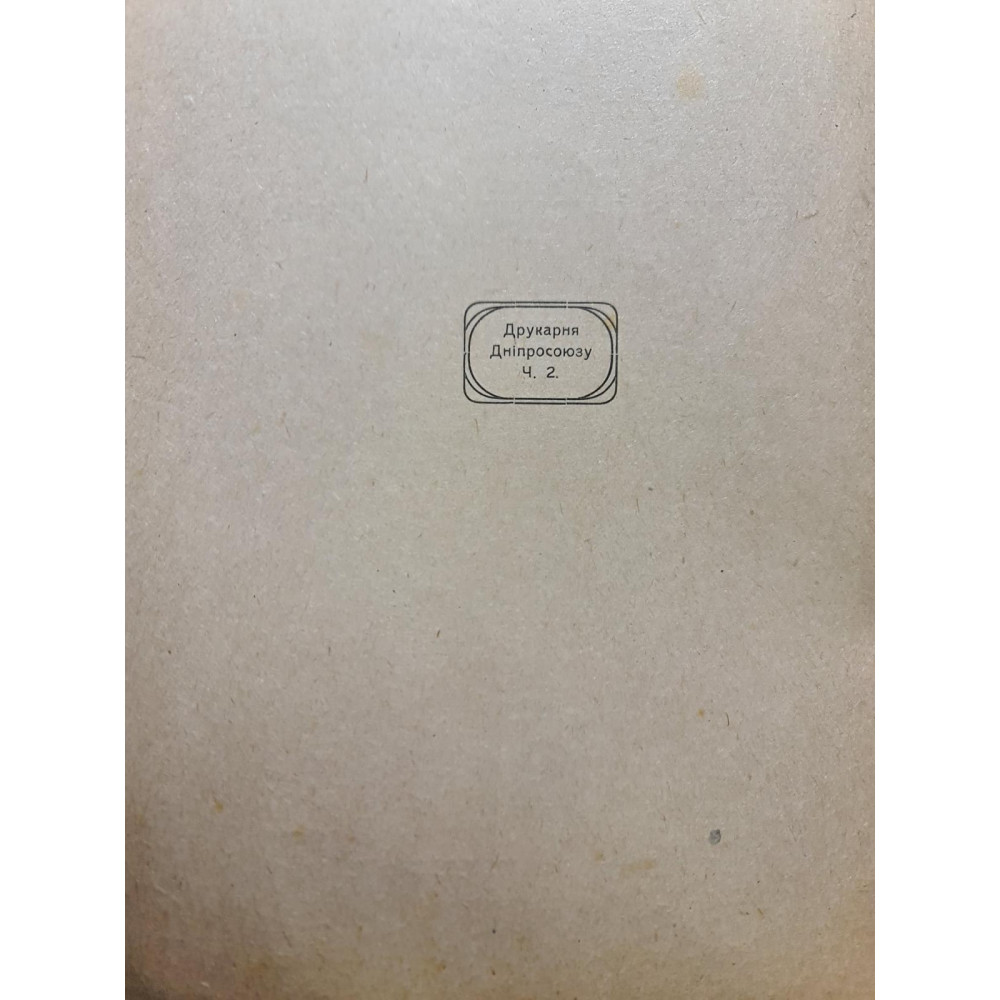 Друкарня
Дніпросоюзу
Ч. 2.